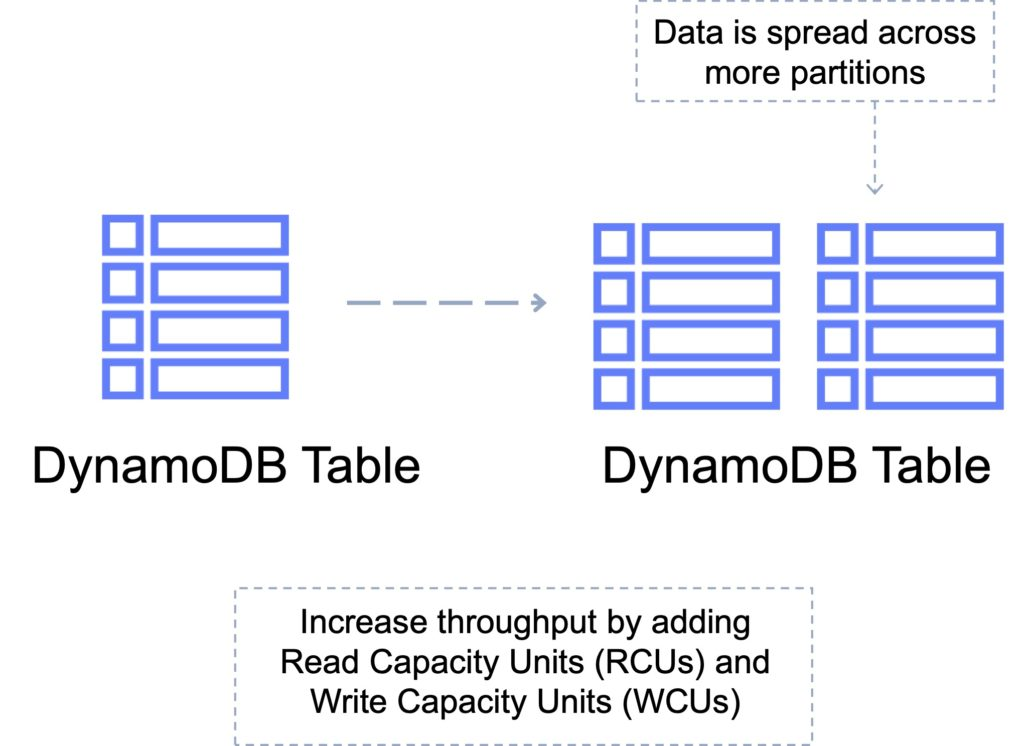 Data is spread across
more partitions
DynamoDB Table
DynamoDB Table
Increase throughput by adding
Read Capacity Units (RCUs) and
Write Capacity Units (WCUs)